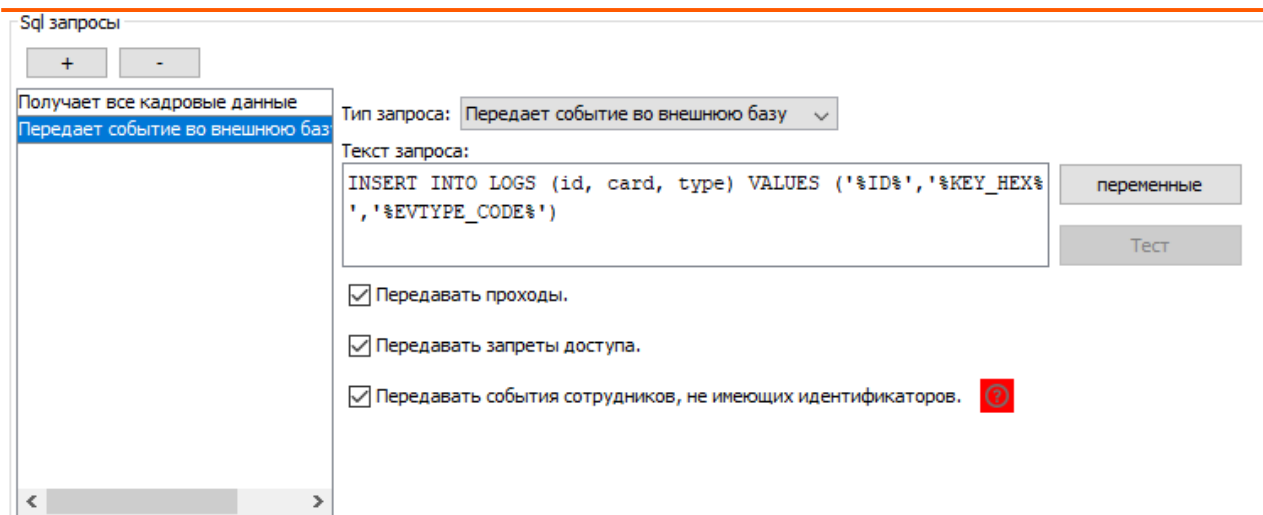 Sql запросы
+ -
Получает все кадровые данные
Передает событие во внешнюю баз
Тип запроса: Передает событие во внешнюю базу
Текст запроса:
INSERT INTO LOGS (id, card, type) VALUES ('%ID%','%KEY_HEX%
','%EVTYPE_CODE%')
переменные
Тест
Передавать проходы.
Передавать запреты доступа.
Передавать события сотрудников, не имеющих идентификаторов. ?